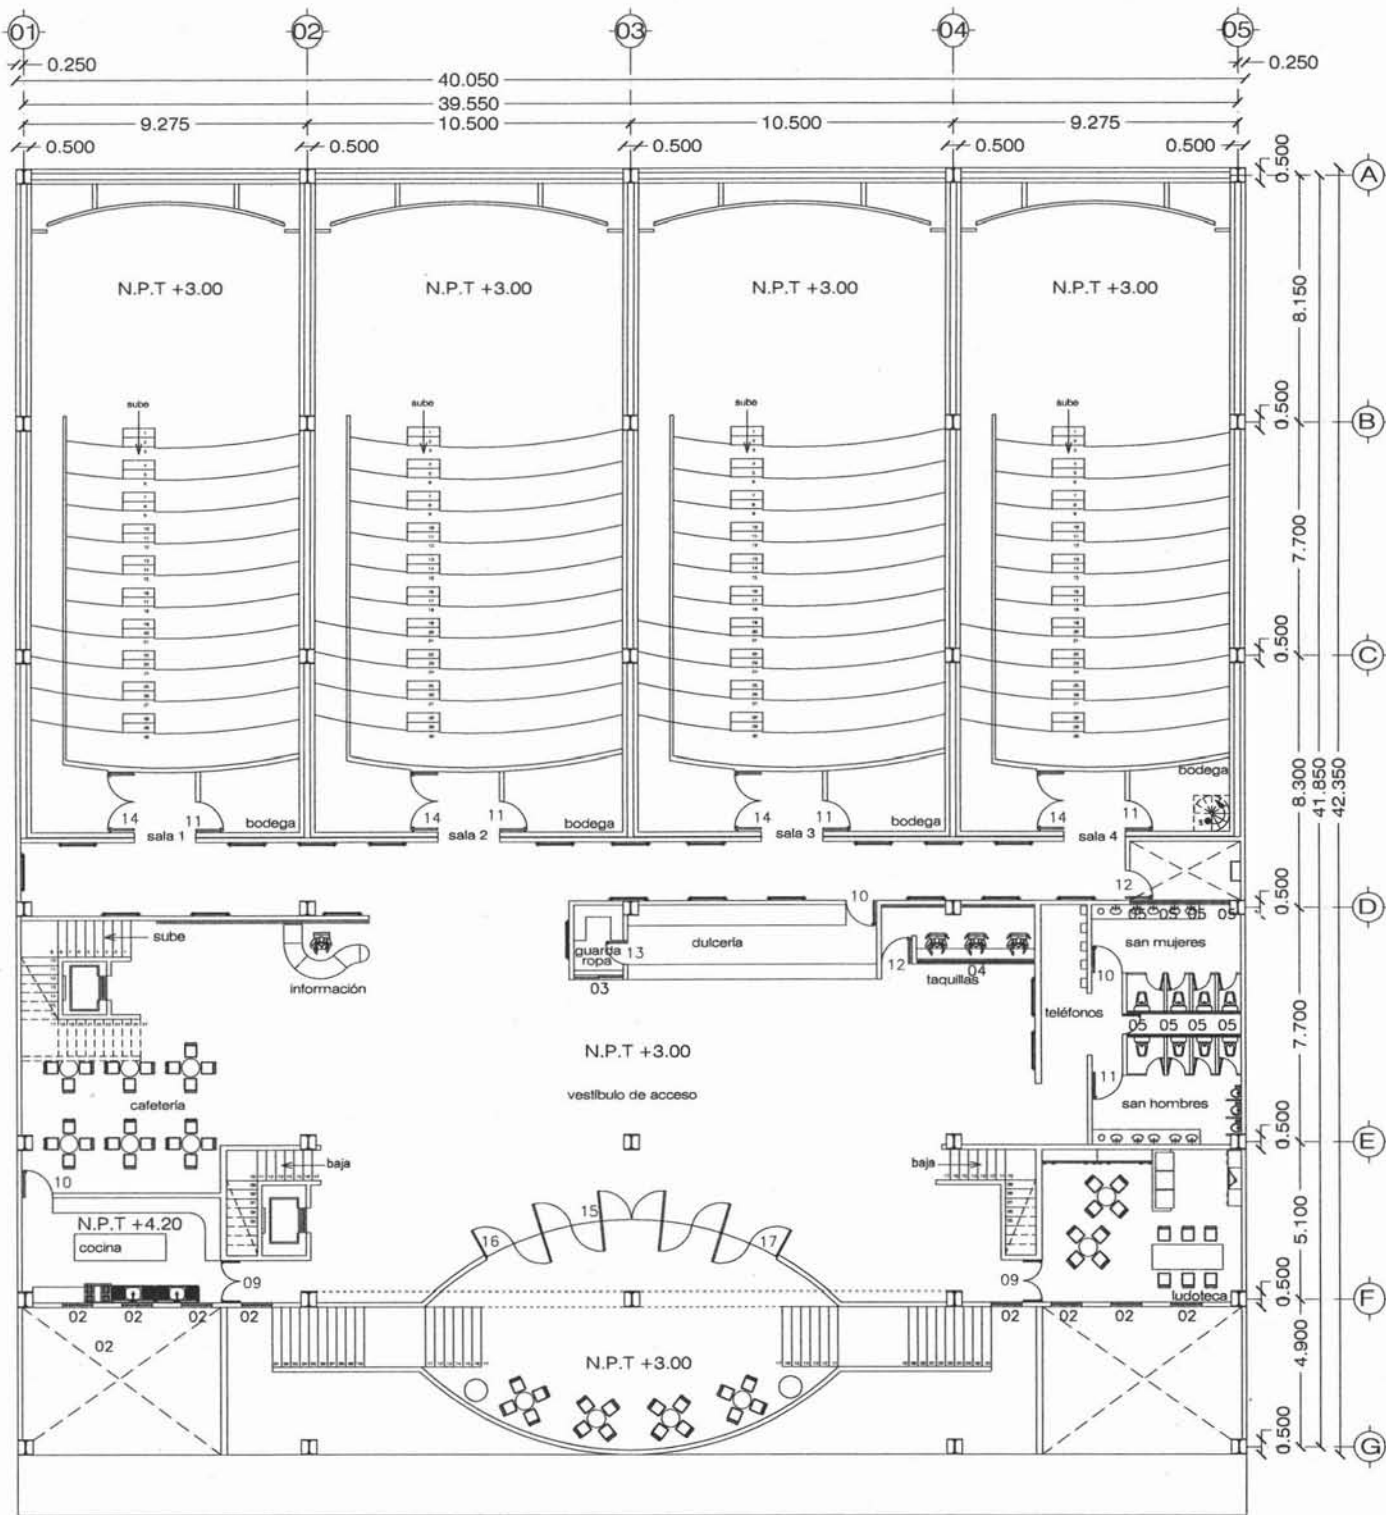 01 02 03 04 05
0.250 0.250
40.050
39.550
9.275 10.500 10.500 9.275
0.500 0.500 0.500 0.500 0.500
0.500
A
N.P.T +3.00 N.P.T +3.00 N.P.T +3.00 N.P.T +3.00
8.150
sube sube sube sube
0.500
B
7.700
0.500
C
8.300
41.850
42.350
bodega
14 11 14 11 14 11 14 11
sala 1 bodega sala 2 bodega sala 3 bodega sala 4
12
10
0.500
D
05 05 05 05
sube
guarda
ropa
13
dulcería
12
04
taquillas
san mujeres
10
información
03
teléfonos
05 05 05 05
7.700
N.P.T +3.00
vestíbulo de acceso
cafetería
11
san hombres
0.500
E
baja baja
10
N.P.T +4.20
cocina
16 15 17
5.100
09 09
ludoteca
0.500
F
02 02 02 02 02 02 02 02
02
N.P.T +3.00
4.900
0.500
G